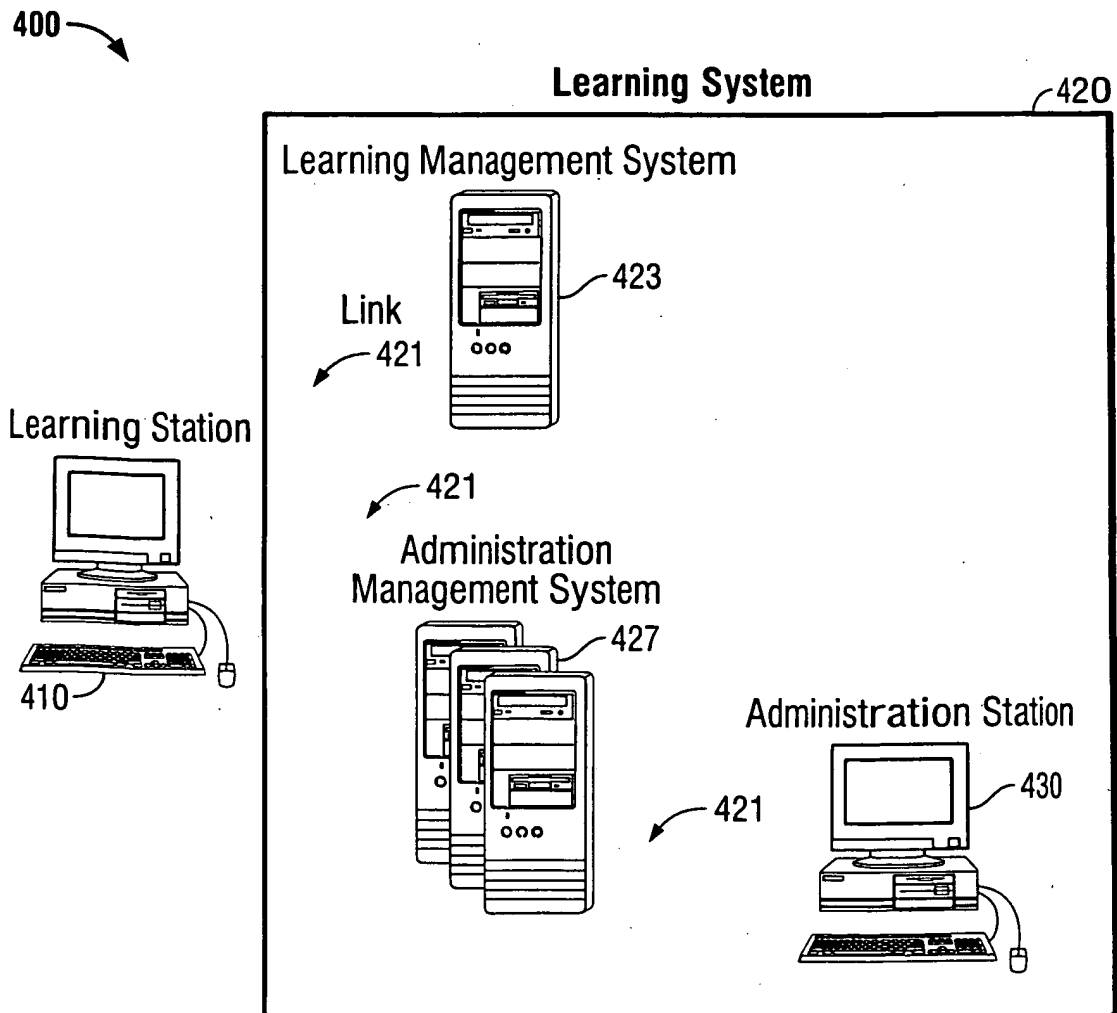 400
Learning System
420
Learning Management System
423
Link
421
Learning Station
421
Administration
Management System
427
410
Administration Station
430
421